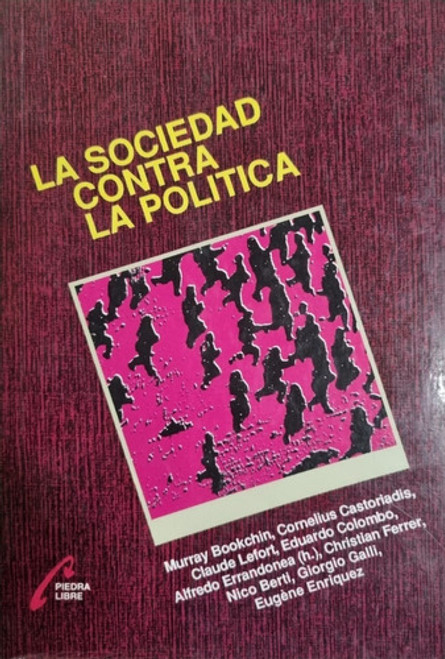 LA SOCIEDAD
CONTRA
LA POLITICA
Murray Bookchin, Cornelius Castoriadis,
Claude Lefort, Eduardo Colombo,
Alfredo Errandonea (h.), Christian Ferrer,
Nico Berti, Giorgio Galli,
Eugène Enriquez
PIEDRA
LIBRE